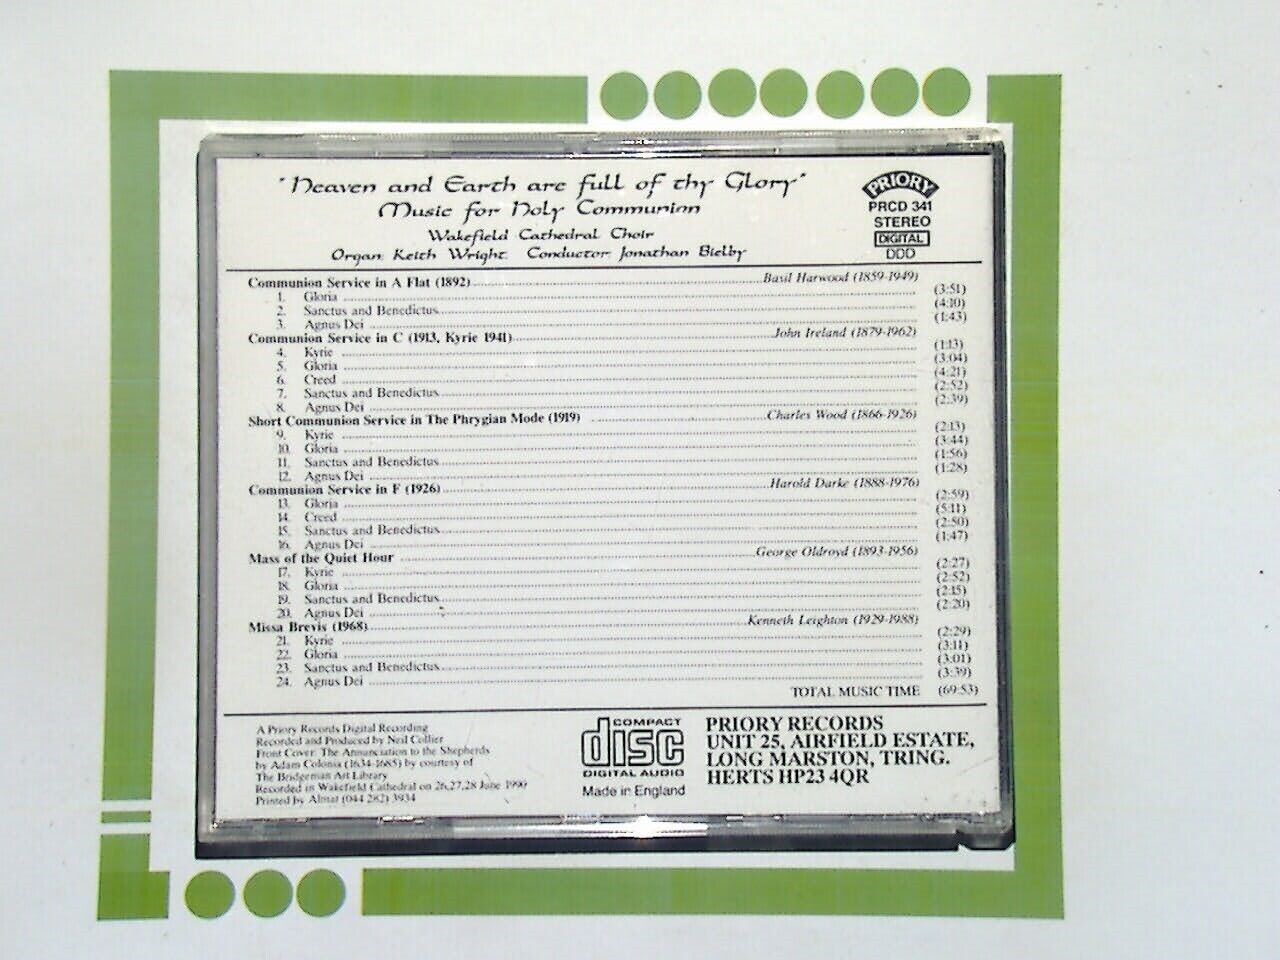 "Heaven and Earth are full of thy Glory"
Music for Holy Communion
Wakefield Cathedral Choir
Organ: Keith Wright. Conductor: Jonathan Bielby
PRIORY
PRCD 341
STEREO
DIGITAL
DDD
Communion Service in A Flat (1892) Basil Harwood (1859-1949)
1. Gloria (3:51)
2. Sanctus and Benedictus (4:10)
3. Agnus Dei (1:43)
Communion Service in C (1913, Kyrie 1941) John Ireland (1879-1962)
4. Kyrie (1:13)
5. Gloria (3:04)
6. Creed (4:21)
7. Sanctus and Benedictus (2:52)
8. Agnus Dei (2:39)
Short Communion Service in The Phrygian Mode (1919) Charles Wood (1866-1926)
9. Kyrie (2:13)
10. Gloria (3:44)
11. Sanctus and Benedictus (1:56)
12. Agnus Dei (1:28)
Communion Service in F (1926) Harold Darke (1888-1976)
13. Gloria (2:59)
14. Creed (5:11)
15. Sanctus and Benedictus (2:50)
16. Agnus Dei (1:47)
Mass of the Quiet Hour George Oldroyd (1893-1956)
17. Kyrie (2:27)
18. Gloria (2:52)
19. Sanctus and Benedictus (2:15)
20. Agnus Dei (2:20)
Missa Brevis (1968) Kenneth Leighton (1929-1988)
21. Kyrie (2:29)
22. Gloria (3:11)
23. Sanctus and Benedictus (3:01)
24. Agnus Dei (3:39)
TOTAL MUSIC TIME (69:53)
A Priory Records Digital Recording
Recorded and Produced by Neil Collier
Front Cover: The Annunciation to the Shepherds
by Adam Colonia (1634-1685) by courtesy of
The Bridgeman Art Library
Recorded in Wakefield Cathedral on 26,27,28 June 1990
Printed by Almat (044 282) 3934
COMPACT
disc
DIGITAL AUDIO
Made in England
PRIORY RECORDS
UNIT 25, AIRFIELD ESTATE,
LONG MARSTON, TRING.
HERTS HP23 4QR